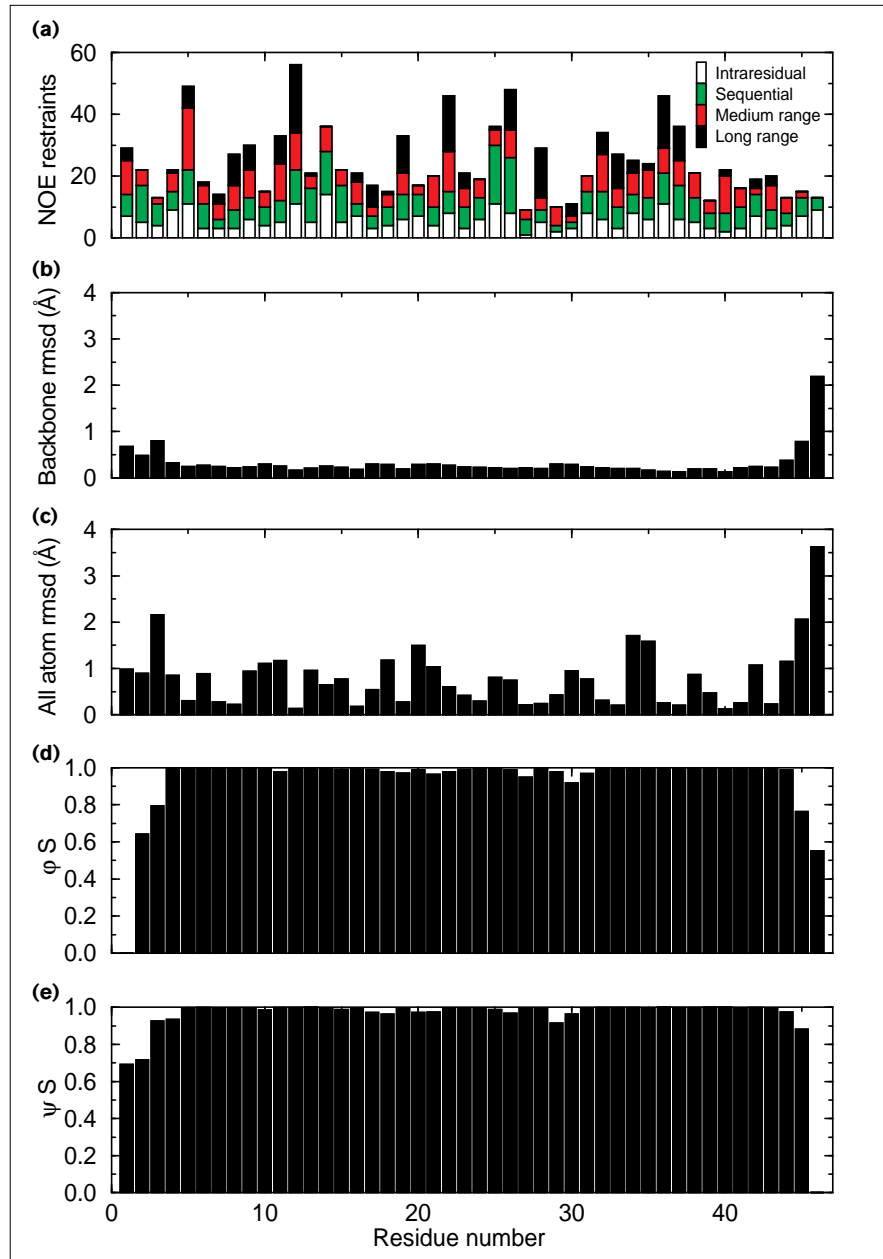 (a)
60
40
20
0
NOE restraints
Intraresidual
Sequential
Medium range
Long range
(b)
4
3
2
1
0
Backbone rmsd (Å)
(c)
4
3
2
1
0
All atom rmsd (Å)
(d)
1.0
0.8
0.6
0.4
0.2
0.0
φ S
(e)
1.0
0.8
0.6
0.4
0.2
0.0
ψ S
0 10 20 30 40
Residue number